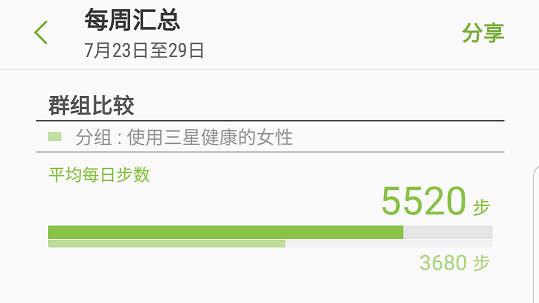 每周汇总
7月23日至29日
分享
群组比较
分组 : 使用三星健康的女性
平均每日步数
5520 步
3680 步